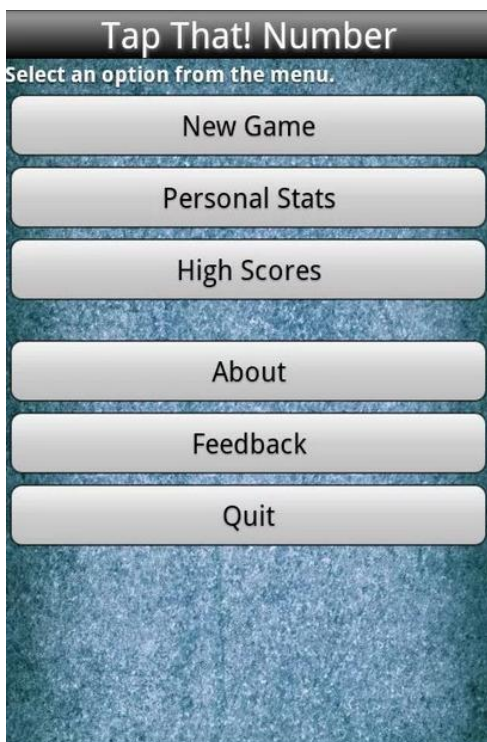 Tap That! Number
Select an option from the menu.
New Game
Personal Stats
High Scores
About
Feedback
Quit